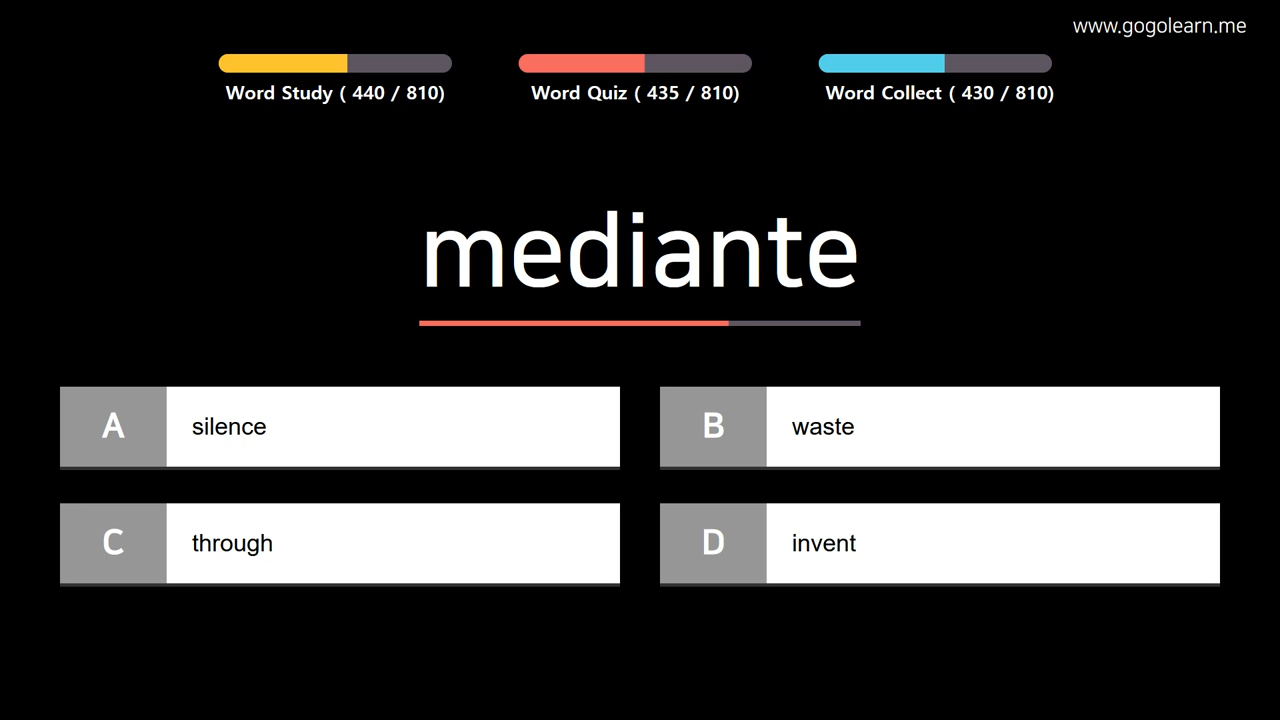 www.gogolearn.me
Word Study ( 440 / 810)
Word Quiz ( 435 / 810)
Word Collect ( 430 / 810)
mediante
A silence
B waste
C through
D invent